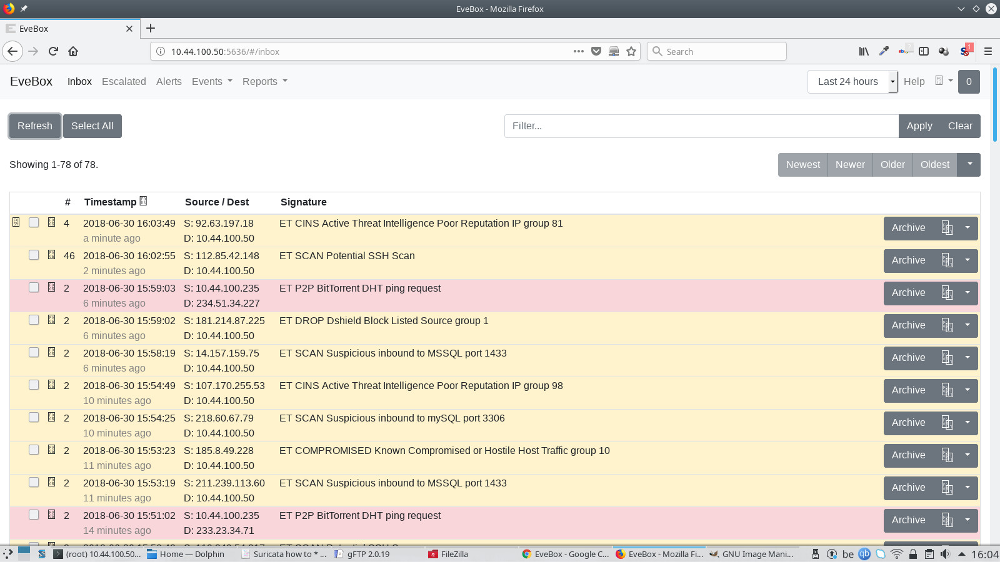 EveBox - Mozilla Firefox
EveBox
10.44.100.50:5636/#/inbox
Search
1
EveBox Inbox Escalated Alerts Events Reports Last 24 hours Help 0
Refresh Select All Filter... Apply Clear
Showing 1-78 of 78. Newest Newer Older Oldest
# Timestamp Source / Dest Signature
4 2018-06-30 16:03:49 S: 92.63.197.18 ET CINS Active Threat Intelligence Poor Reputation IP group 81 Archive
a minute ago D: 10.44.100.50
46 2018-06-30 16:02:55 S: 112.85.42.148 ET SCAN Potential SSH Scan Archive
2 minutes ago D: 10.44.100.50
2 2018-06-30 15:59:03 S: 10.44.100.235 ET P2P BitTorrent DHT ping request Archive
6 minutes ago D: 234.51.34.227
2 2018-06-30 15:59:02 S: 181.214.87.225 ET DROP Dshield Block Listed Source group 1 Archive
6 minutes ago D: 10.44.100.50
2 2018-06-30 15:58:19 S: 14.157.159.75 ET SCAN Suspicious inbound to MSSQL port 1433 Archive
6 minutes ago D: 10.44.100.50
2 2018-06-30 15:54:49 S: 107.170.255.53 ET CINS Active Threat Intelligence Poor Reputation IP group 98 Archive
10 minutes ago D: 10.44.100.50
2 2018-06-30 15:54:25 S: 218.60.67.79 ET SCAN Suspicious inbound to mySQL port 3306 Archive
10 minutes ago D: 10.44.100.50
2 2018-06-30 15:53:23 S: 185.8.49.228 ET COMPROMISED Known Compromised or Hostile Host Traffic group 10 Archive
11 minutes ago D: 10.44.100.50
2 2018-06-30 15:53:19 S: 211.239.113.60 ET SCAN Suspicious inbound to MSSQL port 1433 Archive
11 minutes ago D: 10.44.100.50
2 2018-06-30 15:51:02 S: 10.44.100.235 ET P2P BitTorrent DHT ping request Archive
14 minutes ago D: 233.23.34.71
(root) 10.44.100.50... Home — Dolphin Suricata how to * ... gFTP 2.0.19 FileZilla EveBox - Google C... EveBox - Mozilla Fi... GNU Image Mani... be qb 16:04